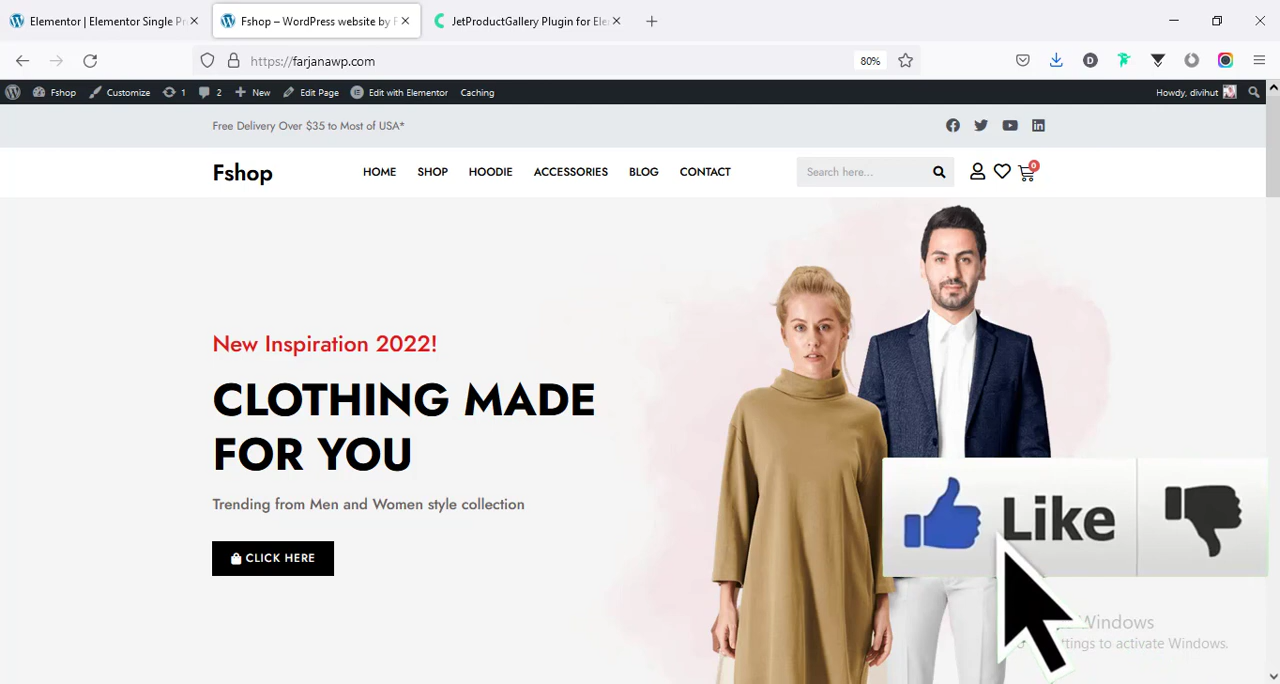 Elementor | Elementor Single Pr
Fshop – WordPress website by F
JetProductGallery Plugin for Ele
https://farjanawp.com
80%
Fshop
Customize
1
2
New
Edit Page
Edit with Elementor
Caching
Howdy, divihut
Free Delivery Over $35 to Most of USA*
Fshop
HOME
SHOP
HOODIE
ACCESSORIES
BLOG
CONTACT
Search here...
0
New Inspiration 2022!
CLOTHING MADE
FOR YOU
Trending from Men and Women style collection
CLICK HERE
Like
Windows
to activate Windows.